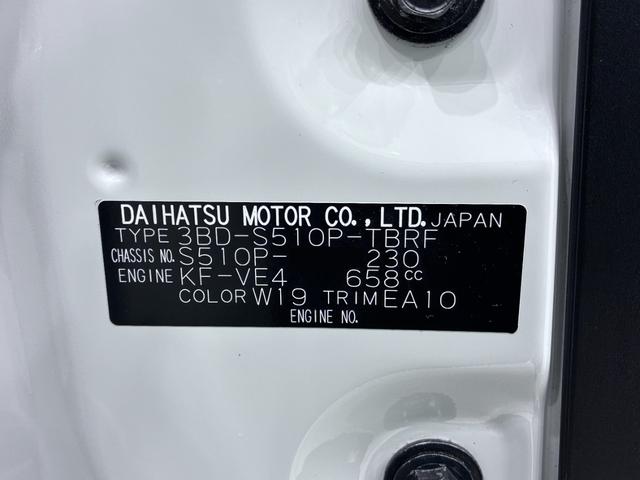 DAIHATSU MOTOR CO., LTD. JAPAN
TYPE 3BD-S510P-TBRF
CHASSIS NO. S510P- 230
ENGINE KF-VE4 658cc
COLOR W19 TRIM EA10
ENGINE NO.